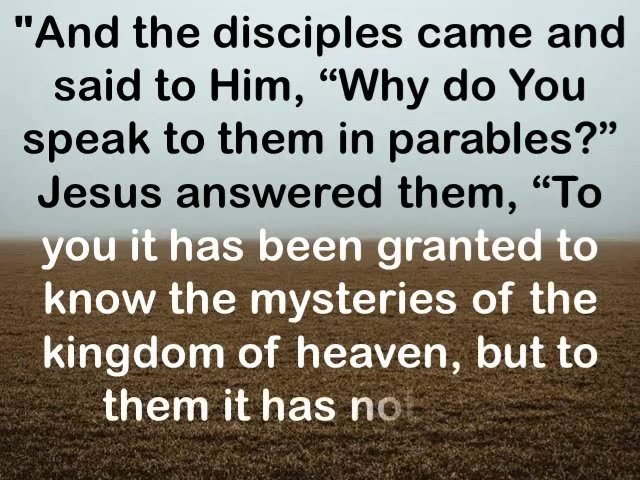 "And the disciples came and
said to Him, “Why do You
speak to them in parables?”
Jesus answered them, “To
you it has been granted to
know the mysteries of the
kingdom of heaven, but to
them it has not